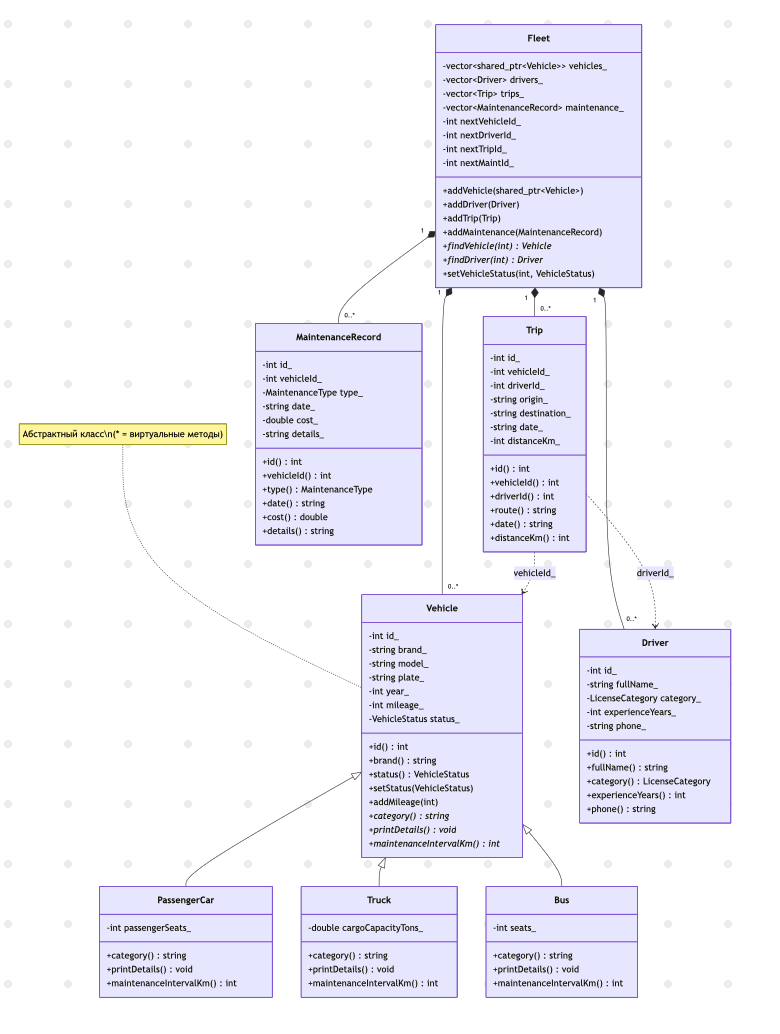 Fleet
-vector<shared_ptr<Vehicle>> vehicles_
-vector<Driver> drivers_
-vector<Trip> trips_
-vector<MaintenanceRecord> maintenance_
-int nextVehicleId_
-int nextDriverId_
-int nextTripId_
-int nextMaintId_
+addVehicle(shared_ptr<Vehicle>)
+addDriver(Driver)
+addTrip(Trip)
+addMaintenance(MaintenanceRecord)
+findVehicle(int) : Vehicle
+findDriver(int) : Driver
+setVehicleStatus(int, VehicleStatus)
1
1
1
1
0..*
0..*
MaintenanceRecord
-int id_
-int vehicleId_
-MaintenanceType type_
-string date_
-double cost_
-string details_
+id() : int
+vehicleId() : int
+type() : MaintenanceType
+date() : string
+cost() : double
+details() : string
Trip
-int id_
-int vehicleId_
-int driverId_
-string origin_
-string destination_
-string date_
-int distanceKm_
+id() : int
+vehicleId() : int
+driverId() : int
+route() : string
+date() : string
+distanceKm() : int
Абстрактный класс\n(* = виртуальные методы)
vehicleId_
driverId_
0..*
0..*
Vehicle
-int id_
-string brand_
-string model_
-string plate_
-int year_
-int mileage_
-VehicleStatus status_
+id() : int
+brand() : string
+status() : VehicleStatus
+setStatus(VehicleStatus)
+addMileage(int)
+category() : string
+printDetails() : void
+maintenanceIntervalKm() : int
Driver
-int id_
-string fullName_
-LicenseCategory category_
-int experienceYears_
-string phone_
+id() : int
+fullName() : string
+category() : LicenseCategory
+experienceYears() : int
+phone() : string
PassengerCar
-int passengerSeats_
+category() : string
+printDetails() : void
+maintenanceIntervalKm() : int
Truck
-double cargoCapacityTons_
+category() : string
+printDetails() : void
+maintenanceIntervalKm() : int
Bus
-int seats_
+category() : string
+printDetails() : void
+maintenanceIntervalKm() : int